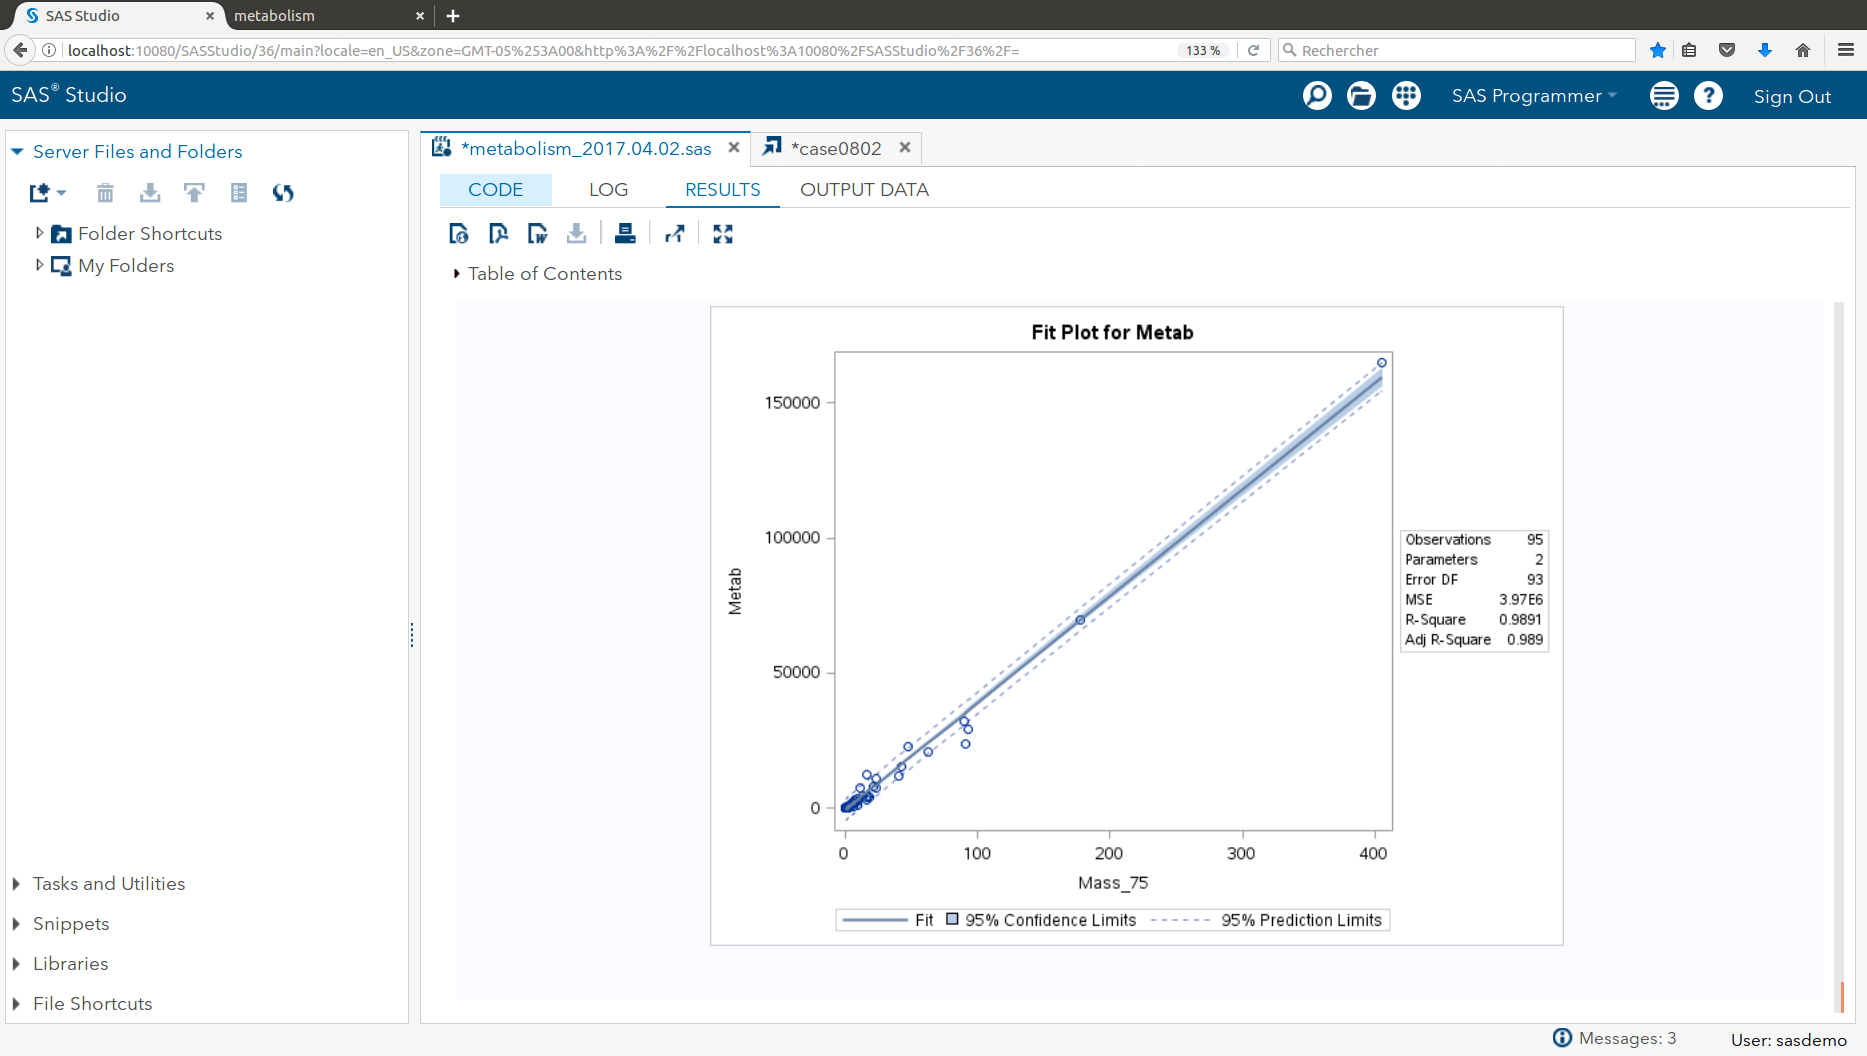 SAS Studio
metabolism
localhost:10080/SASStudio/36/main?locale=en_US&zone=GMT-05%253A00&http%3A%2F%2Flocalhost%3A10080%2FSASStudio%2F36%2F=
133 %
Rechercher
SAS® Studio
SAS Programmer
Sign Out
Server Files and Folders
Folder Shortcuts
My Folders
Tasks and Utilities
Snippets
Libraries
File Shortcuts
*metabolism_2017.04.02.sas
*case0802
CODE
LOG
RESULTS
OUTPUT DATA
Table of Contents
Fit Plot for Metab
150000
100000
50000
0
Metab
0 100 200 300 400
Mass_75
Observations 95
Parameters 2
Error DF 93
MSE 3.97E6
R-Square 0.9891
Adj R-Square 0.989
Fit 95% Confidence Limits 95% Prediction Limits
Messages: 3
User: sasdemo